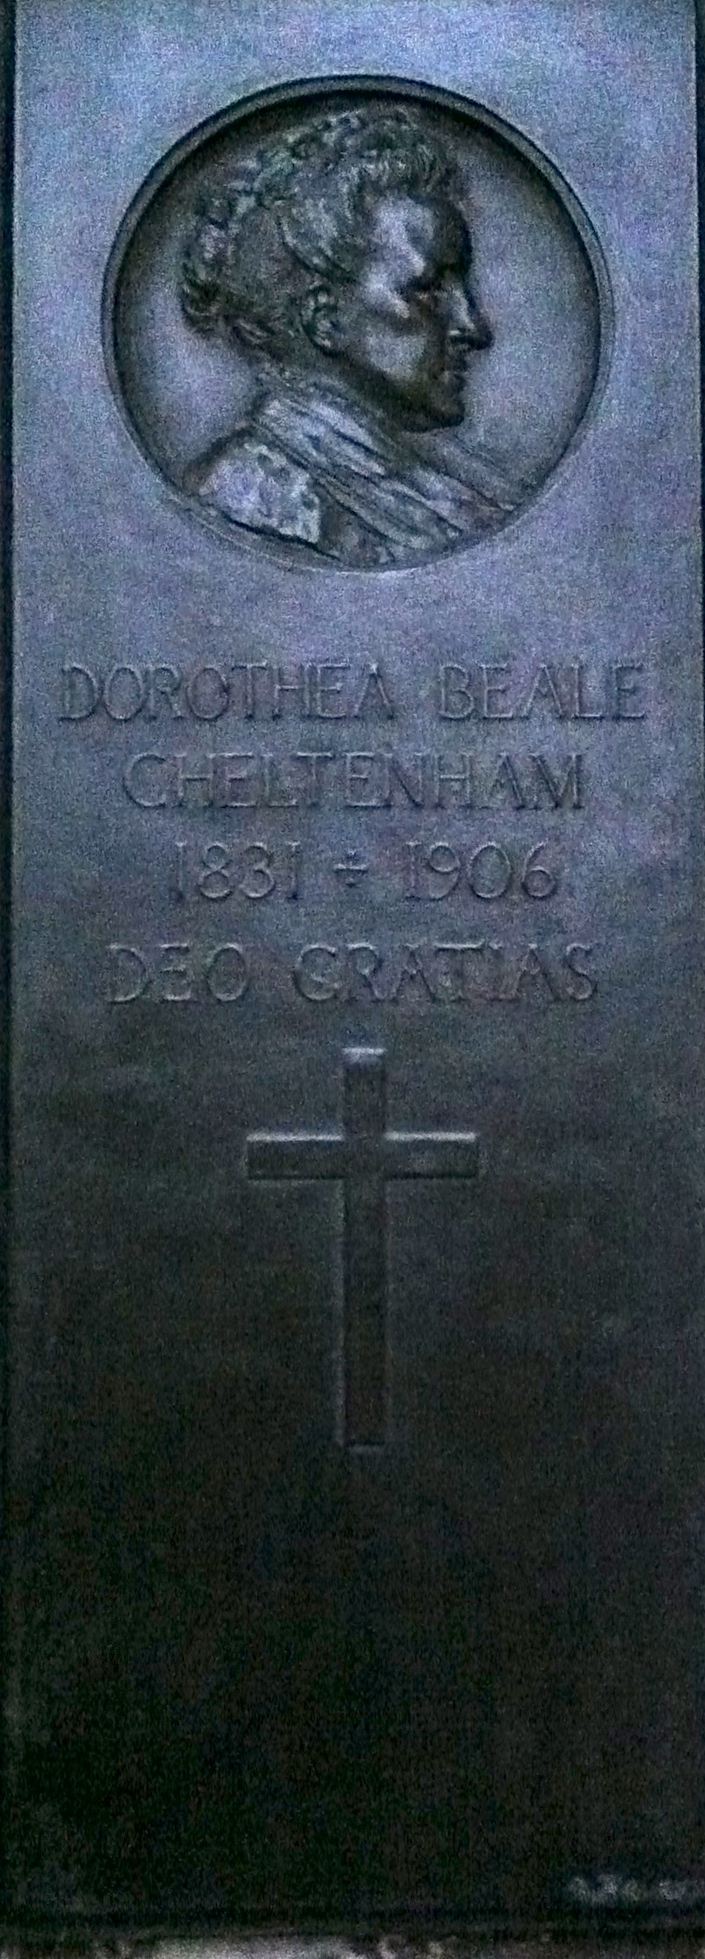 DOROTHEA BEALE
CHELTENHAM
1831 + 1906
DEO GRATIAS